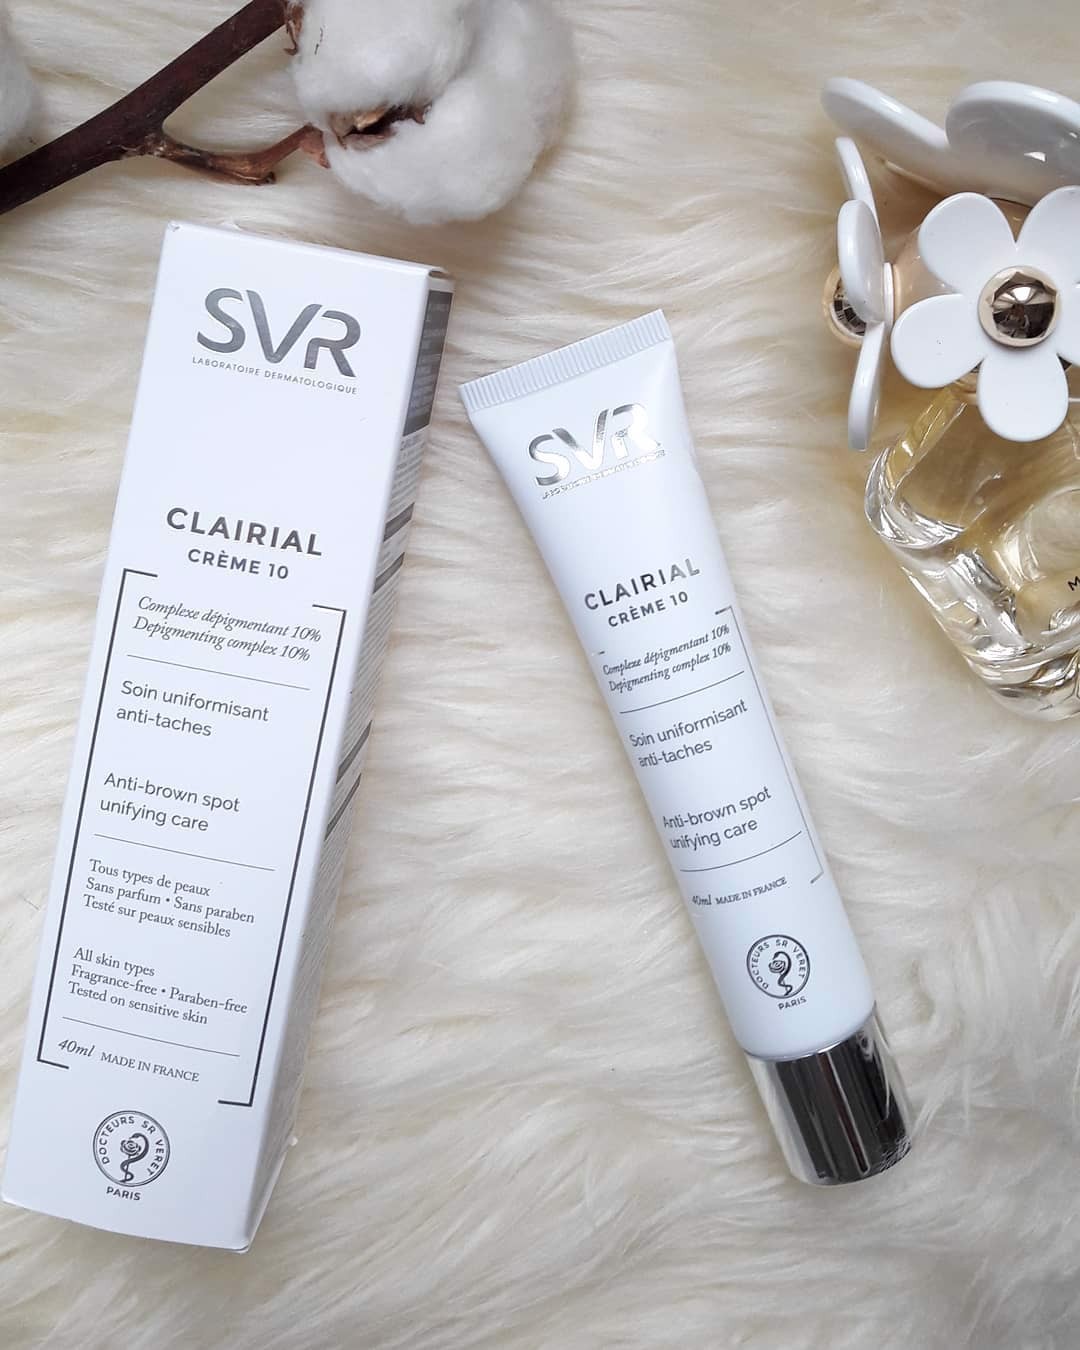 SVR
LABORATOIRE DERMATOLOGIQUE
CLAIRIAL
CRÈME 10
Complexe dépigmentant 10%
Depigmenting complex 10%
Soin uniformisant
anti-taches
Anti-brown spot
unifying care
Tous types de peaux
Sans parfum • Sans paraben
Testé sur peaux sensibles
All skin types
Fragrance-free • Paraben-free
Tested on sensitive skin
40ml MADE IN FRANCE
DOCTEURS SR VERET
PARIS
SVR
LABORATOIRE DERMATOLOGIQUE
CLAIRIAL
CRÈME 10
Complexe dépigmentant 10%
Depigmenting complex 10%
Soin uniformisant
anti-taches
Anti-brown spot
unifying care
40ml MADE IN FRANCE
DOCTEURS SR VERET
PARIS
M